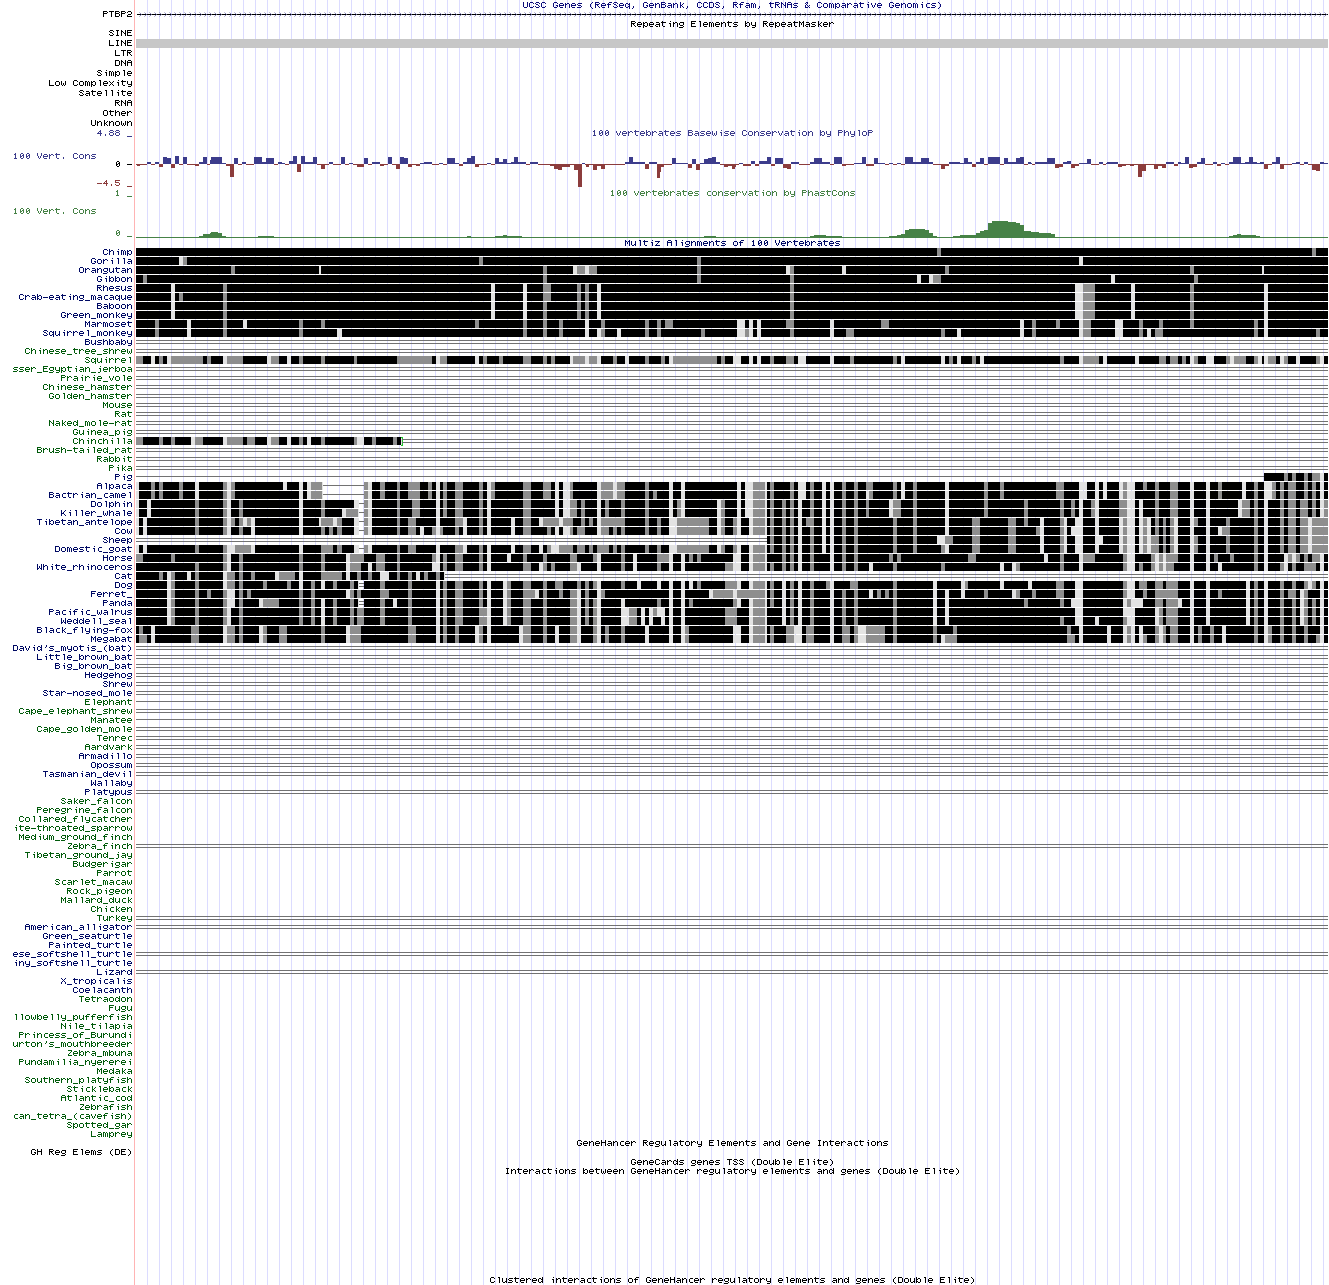 UCSC Genes (RefSeq, GenBank, CCDS, Rfam, tRNAs & Comparative Genomics)
PTBP2
Repeating Elements by RepeatMasker
SINE
LINE
LTR
DNA
Simple
Low Complexity
Satellite
RNA
Other
Unknown
4.88 _
100 vertebrates Basewise Conservation by PhyloP
100 Vert. Cons
0 -
-4.5 _
1 _
100 vertebrates conservation by PhastCons
100 Vert. Cons
0 _
Multiz Alignments of 100 Vertebrates
Chimp
Gorilla
Orangutan
Gibbon
Rhesus
Crab-eating_macaque
Baboon
Green_monkey
Marmoset
Squirrel_monkey
Bushbaby
Chinese_tree_shrew
Squirrel
sser_Egyptian_jerboa
Prairie_vole
Chinese_hamster
Golden_hamster
Mouse
Rat
Naked_mole-rat
Guinea_pig
Chinchilla
Brush-tailed_rat
Rabbit
Pika
Pig
Alpaca
Bactrian_camel
Dolphin
Killer_whale
Tibetan_antelope
Cow
Sheep
Domestic_goat
Horse
White_rhinoceros
Cat
Dog
Ferret_
Panda
Pacific_walrus
Weddell_seal
Black_flying-fox
Megabat
David's_myotis_(bat)
Little_brown_bat
Big_brown_bat
Hedgehog
Shrew
Star-nosed_mole
Elephant
Cape_elephant_shrew
Manatee
Cape_golden_mole
Tenrec
Aardvark
Armadillo
Opossum
Tasmanian_devil
Wallaby
Platypus
Saker_falcon
Peregrine_falcon
Collared_flycatcher
ite-throated_sparrow
Medium_ground_finch
Zebra_finch
Tibetan_ground_jay
Budgerigar
Parrot
Scarlet_macaw
Rock_pigeon
Mallard_duck
Chicken
Turkey
American_alligator
Green_seaturtle
Painted_turtle
ese_softshell_turtle
iny_softshell_turtle
Lizard
X_tropicalis
Coelacanth
Tetraodon
Fugu
llowbelly_pufferfish
Nile_tilapia
Princess_of_Burundi
urton's_mouthbreeder
Zebra_mbuna
Pundamilia_nyererei
Medaka
Southern_platyfish
Stickleback
Atlantic_cod
Zebrafish
can_tetra_(cavefish)
Spotted_gar
Lamprey
GeneHancer Regulatory Elements and Gene Interactions
GH Reg Elems (DE)
GeneCards genes TSS (Double Elite)
Interactions between GeneHancer regulatory elements and genes (Double Elite)
Clustered interactions of GeneHancer regulatory elements and genes (Double Elite)